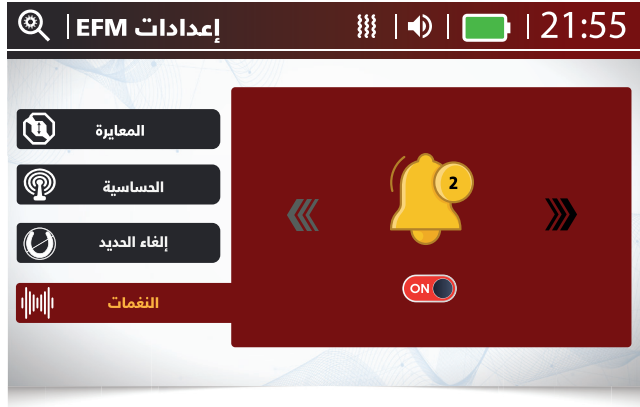 إعدادات EFM
21:55
المعايرة
الحساسية
إلغاء الحديد
النغمات
2
ON